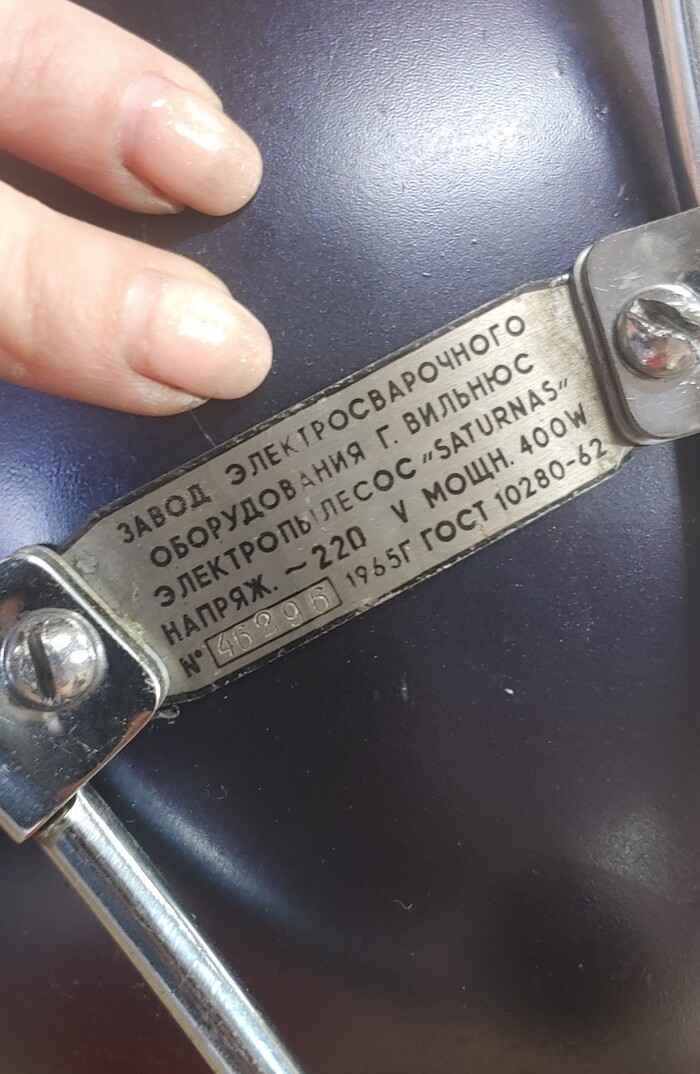 ЗАВОД ЭЛЕКТРОСВАРОЧНОГО
ОБОРУДОВАНИЯ Г. ВИЛЬНЮС
ЭЛЕКТРОПЫЛЕСОС „SATURNAS”
НАПРЯЖ. ~220 V МОЩН. 400W
№ 46296 1965Г ГОСТ 10280-62